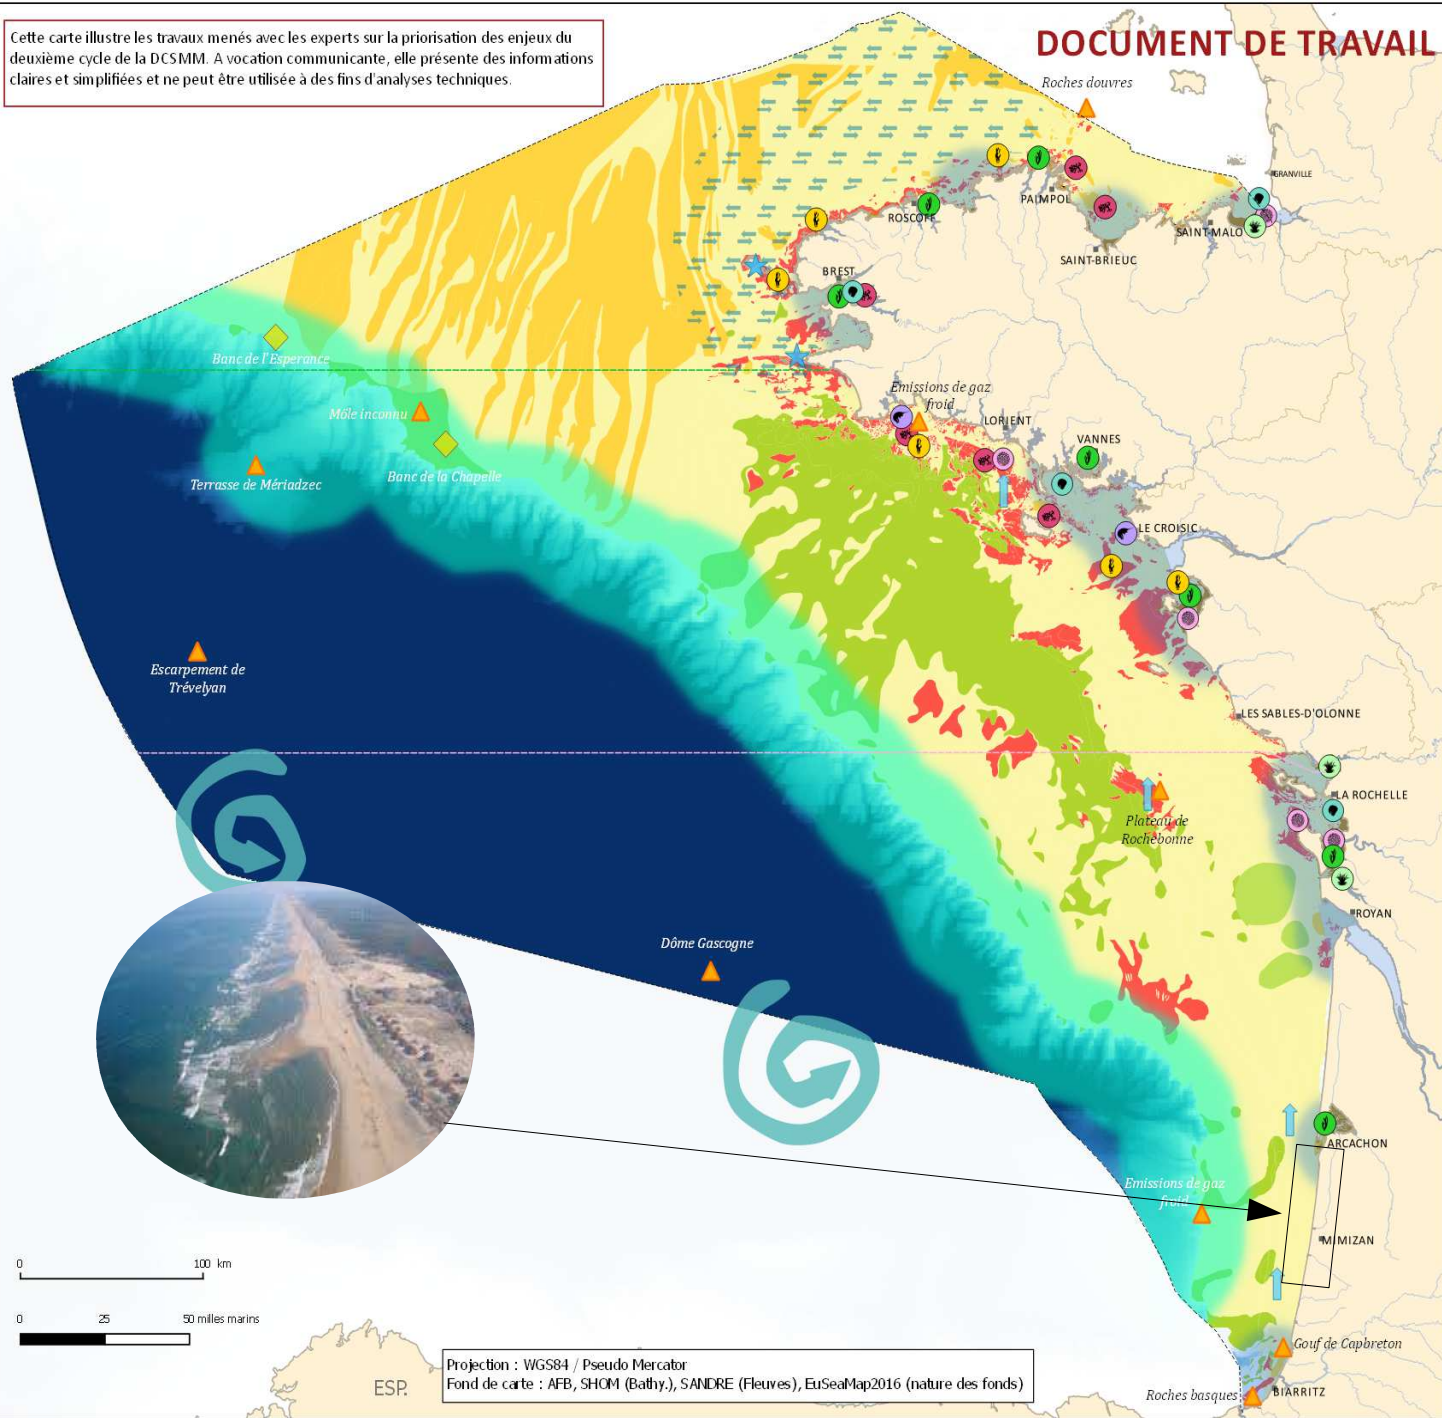 Cette carte illustre les travaux menés avec les experts sur la priorisation des enjeux du
deuxième cycle de la DCSMM. A vocation communicante, elle présente des informations
claires et simplifiées et ne peut être utilisée à des fins d'analyses techniques.
DOCUMENT DE TRAVAIL
Roches douvres
GRANVILLE
PAIMPOL
ROSCOFF
SAINT-MALO
SAINT-BRIEUC
BREST
Banc de l'Esperance
Môle inconnu
Emissions de gaz
froid
LORIENT
VANNES
Banc de la Chapelle
Terrasse de Mériadzec
LE CROISIC
Escarpement de
Trévelyan
LES SABLES-D'OLONNE
LA ROCHELLE
Plateau de
Rochebonne
ROYAN
Dôme Gascogne
ARCACHON
Emissions de gaz
froid
MIMIZAN
0 100 km
0 25 50 milles marins
Gouf de Capbreton
Projection : WGS84 / Pseudo Mercator
Fond de carte : AFB, SHOM (Bathy.), SANDRE (Fleuves), EuSeaMap2016 (nature des fonds)
ESP.
Roches basques
BIARRITZ